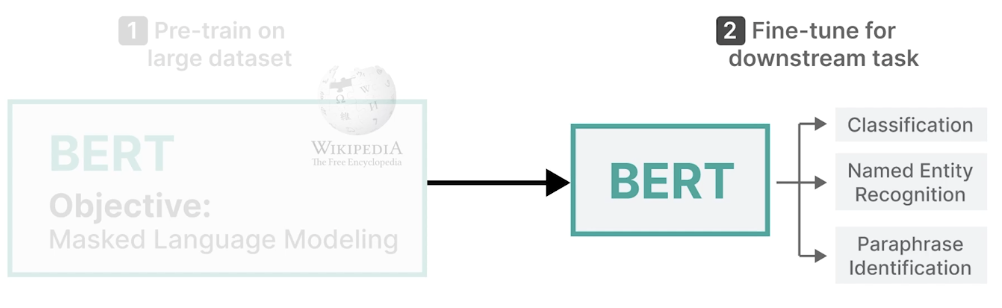 1 Pre-train on
large dataset
2 Fine-tune for
downstream task
Ω
W
И
WIKIPEDIA
The Free Encyclopedia
BERT
Objective:
Masked Language Modeling
BERT
Classification
Named Entity
Recognition
Paraphrase
Identification